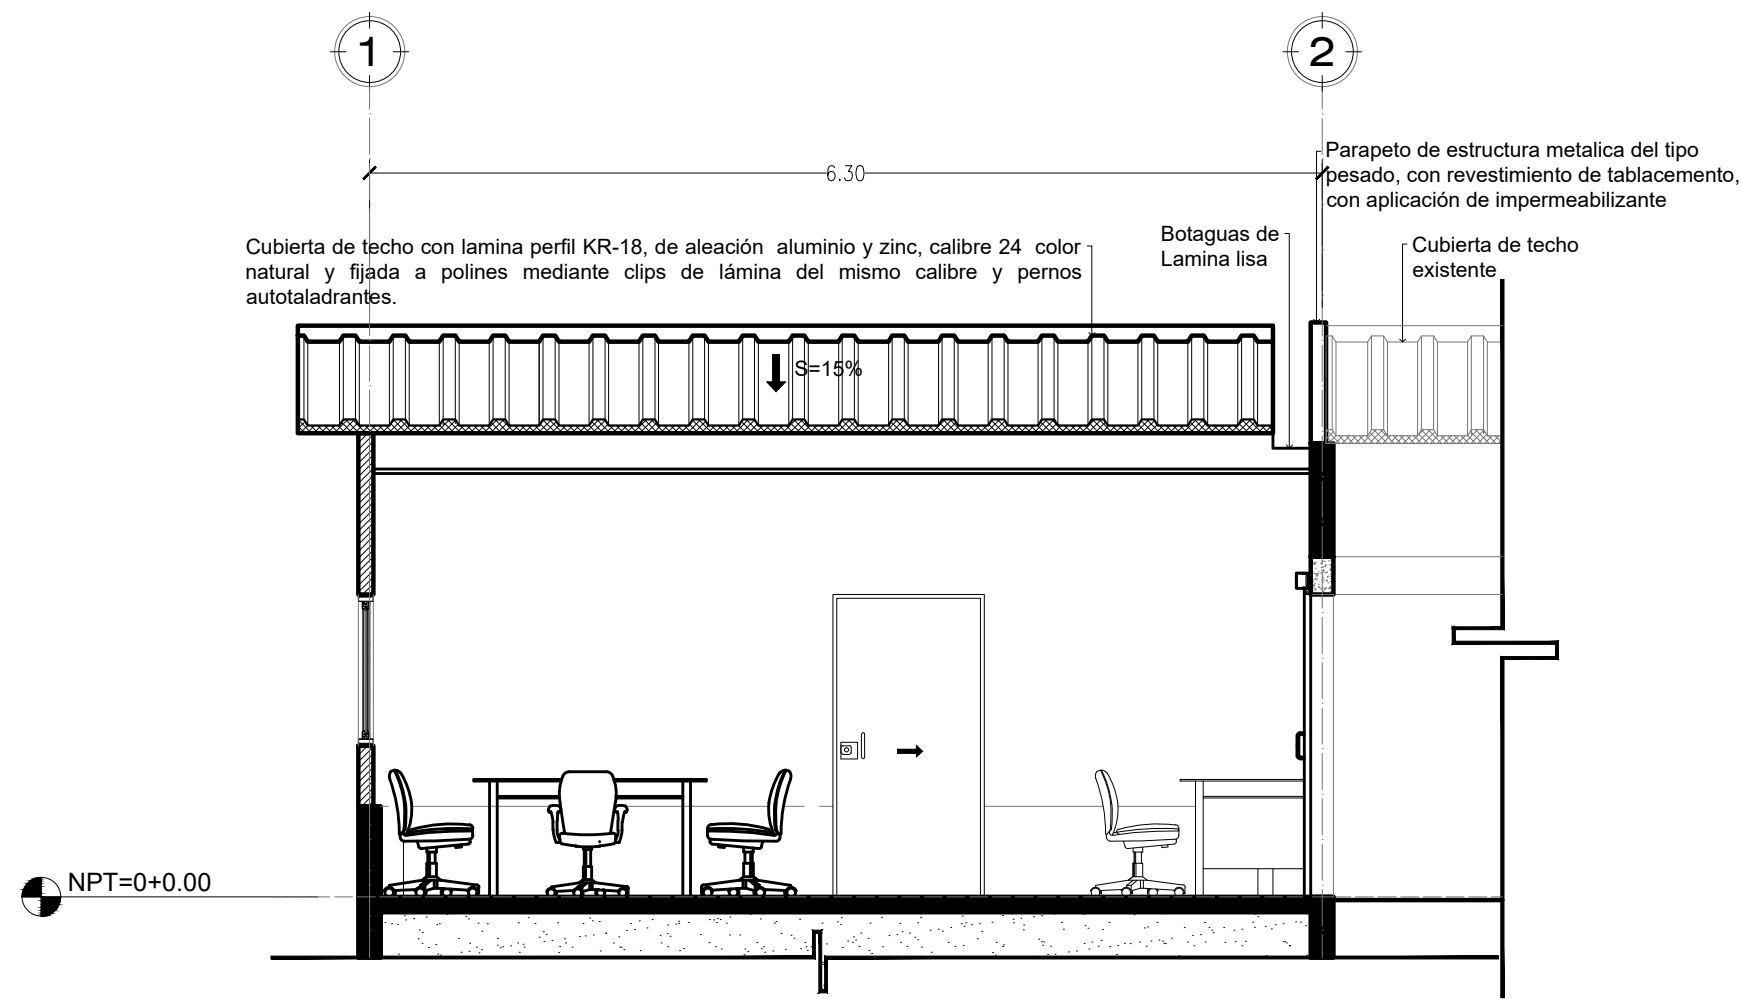 1
2
6.30
Parapeto de estructura metalica del tipo
pesado, con revestimiento de tablacemento,
con aplicación de impermeabilizante
Cubierta de techo con lamina perfil KR-18, de aleación aluminio y zinc, calibre 24 color
natural y fijada a polines mediante clips de lámina del mismo calibre y pernos
autotaladrantes.
Botaguas de
Lamina lisa
Cubierta de techo
existente
S=15%
NPT=0+0.00